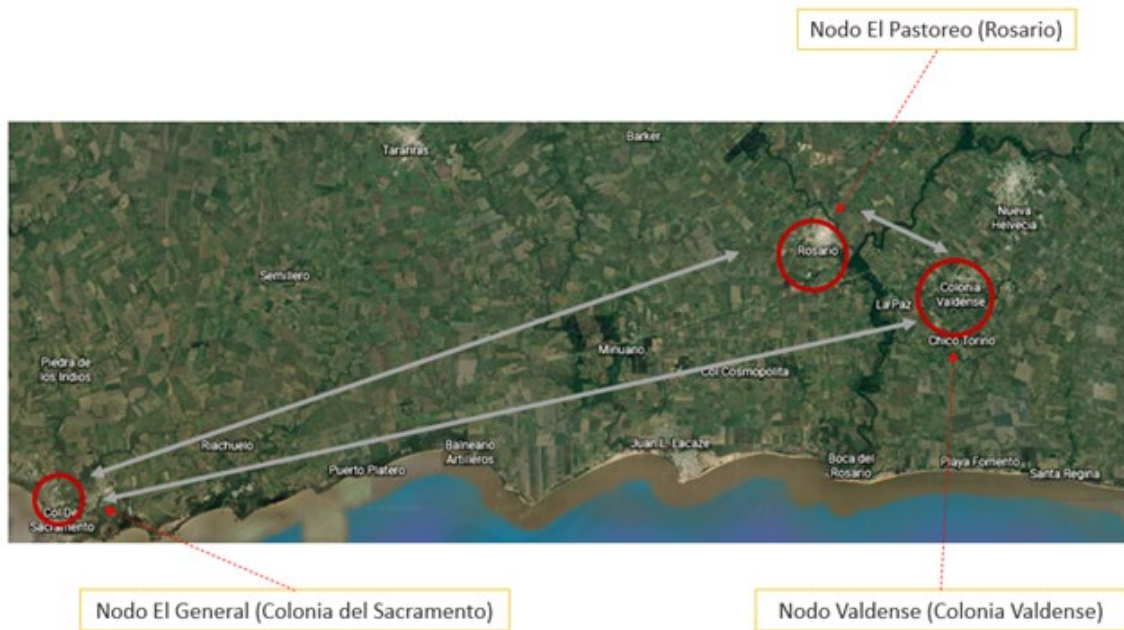 Nodo El Pastoreo (Rosario)
Barker
Tarariras
Nueva
Helvecia
Rosario
Semillero
Colonia
Valdense
La Paz
Chico Torino
Minuano
Piedra de
los Indios
Col Cosmopolita
Riachuelo
Balneario
Artilleros
Juan L. Lacaze
Puerto Platero
Boca del
Rosario
Playa Fomento
Santa Regina
Col De
Sacramento
Nodo El General (Colonia del Sacramento)
Nodo Valdense (Colonia Valdense)